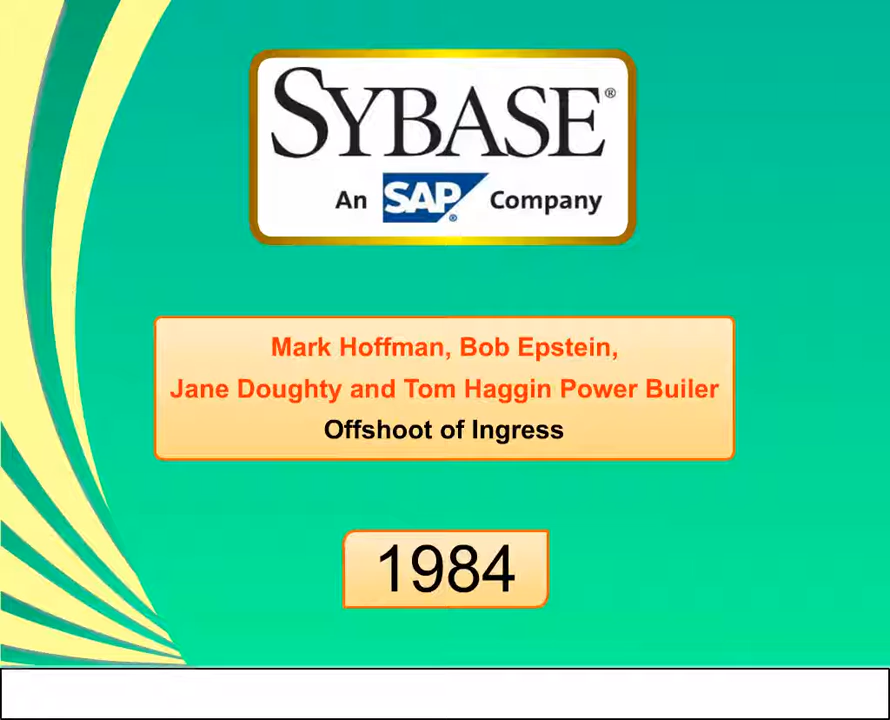 SYBASE®
An SAP® Company
Mark Hoffman, Bob Epstein,
Jane Doughty and Tom Haggin Power Builer
Offshoot of Ingress
1984